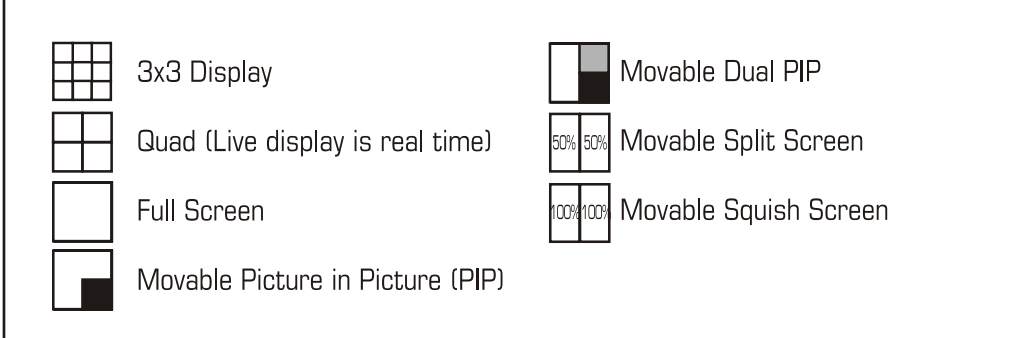 3x3 Display
Quad (Live display is real time)
Full Screen
Movable Picture in Picture (PIP)
Movable Dual PIP
50% 50% Movable Split Screen
100% 100% Movable Squish Screen